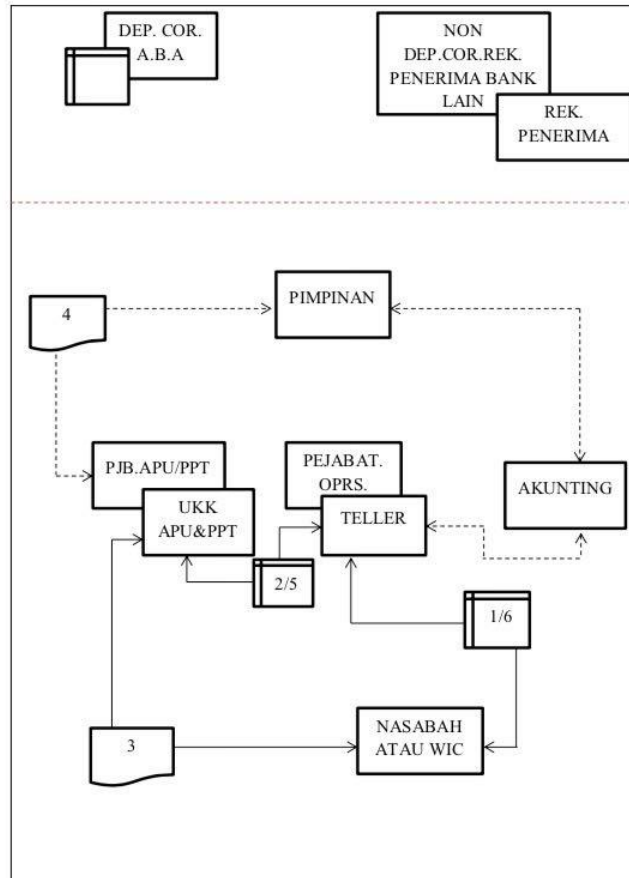 DEP. COR.
A.B.A
NON
DEP.COR.REK.
PENERIMA BANK
LAIN
REK.
PENERIMA
PIMPINAN
4
PJB.APU/PPT
PEJABAT.
OPRS.
AKUNTING
UKK
APU&PPT
TELLER
2/5
1/6
NASABAH
ATAU WIC
3